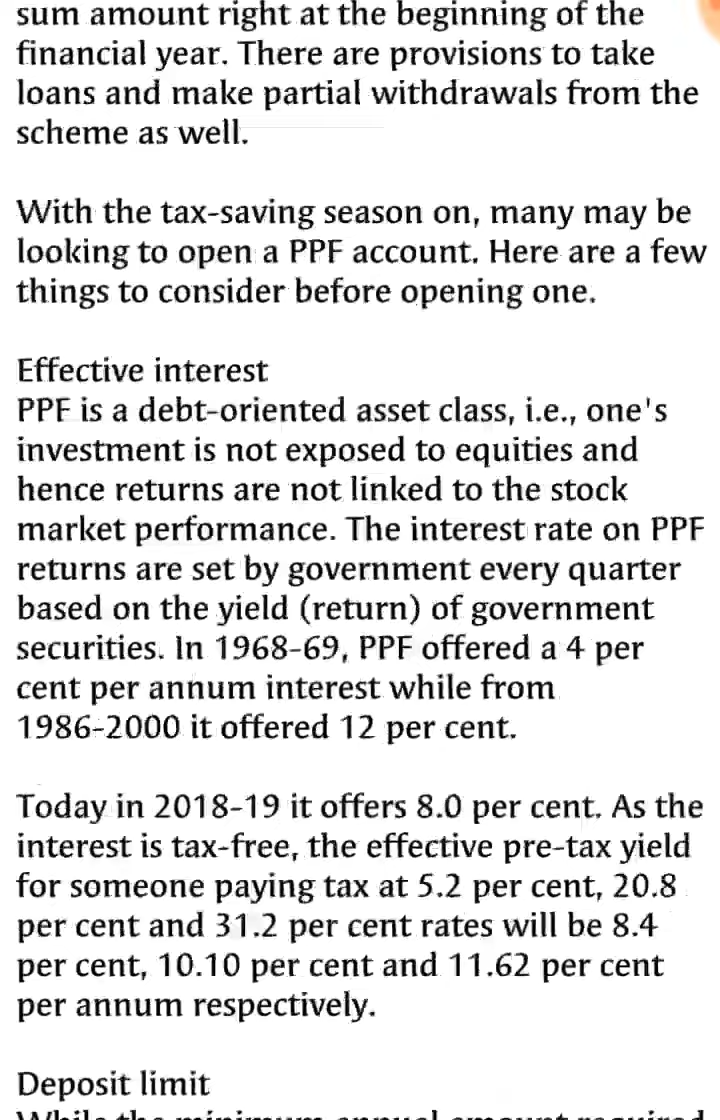 sum amount right at the beginning of the
financial year. There are provisions to take
loans and make partial withdrawals from the
scheme as well.
With the tax-saving season on, many may be
looking to open a PPF account. Here are a few
things to consider before opening one.
Effective interest
PPF is a debt-oriented asset class, i.e., one's
investment is not exposed to equities and
hence returns are not linked to the stock
market performance. The interest rate on PPF
returns are set by government every quarter
based on the yield (return) of government
securities. In 1968-69, PPF offered a 4 per
cent per annum interest while from
1986-2000 it offered 12 per cent.
Today in 2018-19 it offers 8.0 per cent. As the
interest is tax-free, the effective pre-tax yield
for someone paying tax at 5.2 per cent, 20.8
per cent and 31.2 per cent rates will be 8.4
per cent, 10.10 per cent and 11.62 per cent
per annum respectively.
Deposit limit
While the minimum annual amount required